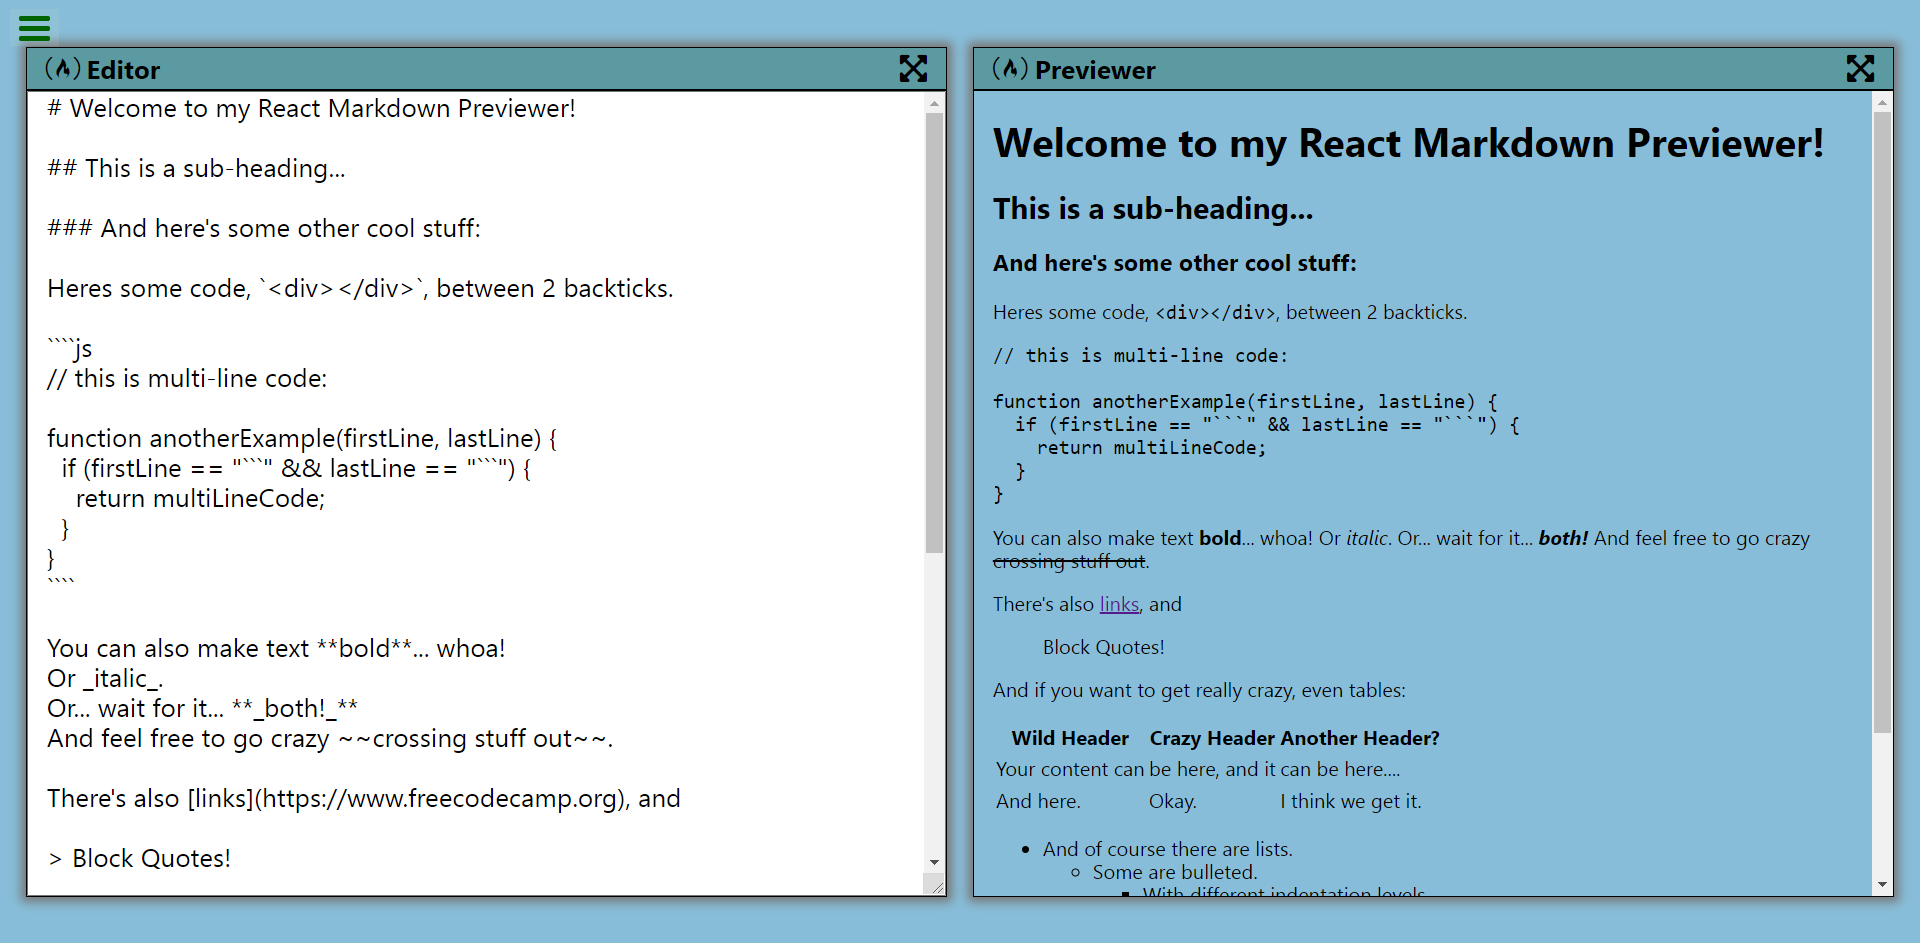 Editor
# Welcome to my React Markdown Previewer!
## This is a sub-heading...
### And here's some other cool stuff:
Heres some code, `<div></div>`, between 2 backticks.
````js
// this is multi-line code:
function anotherExample(firstLine, lastLine) {
  if (firstLine == "```" && lastLine == "```") {
    return multiLineCode;
  }
}
````
You can also make text **bold**... whoa!
Or _italic_.
Or... wait for it... **_both!_**
And feel free to go crazy ~~crossing stuff out~~.
There's also [links](https://www.freecodecamp.org), and
> Block Quotes!
Previewer
Welcome to my React Markdown Previewer!
This is a sub-heading...
And here's some other cool stuff:
Heres some code, <div></div>, between 2 backticks.
// this is multi-line code:
function anotherExample(firstLine, lastLine) {
  if (firstLine == "```" && lastLine == "```") {
    return multiLineCode;
  }
}
You can also make text bold... whoa! Or italic. Or... wait for it... both! And feel free to go crazy
crossing stuff out.
There's also links, and
Block Quotes!
And if you want to get really crazy, even tables:
Wild Header Crazy Header Another Header?
Your content can be here, and it can be here....
And here. Okay. I think we get it.
And of course there are lists.
Some are bulleted.
With different indentation levels